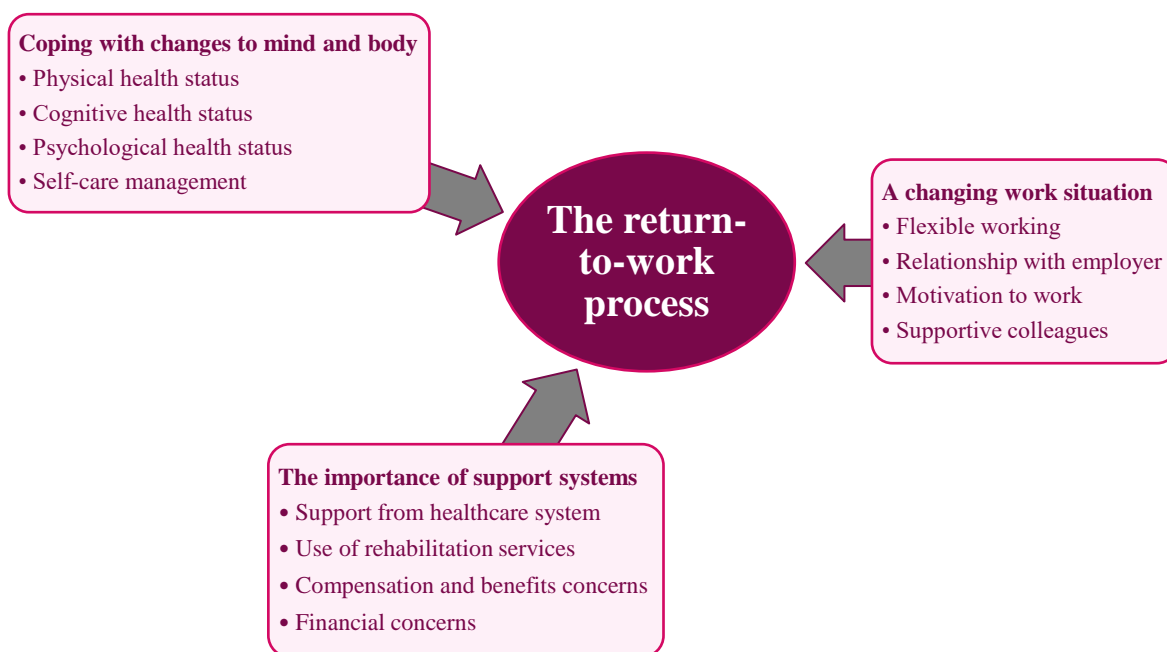 Coping with changes to mind and body
• Physical health status
• Cognitive health status
• Psychological health status
• Self-care management
The return-
to-work
process
A changing work situation
• Flexible working
• Relationship with employer
• Motivation to work
• Supportive colleagues
The importance of support systems
• Support from healthcare system
• Use of rehabilitation services
• Compensation and benefits concerns
• Financial concerns